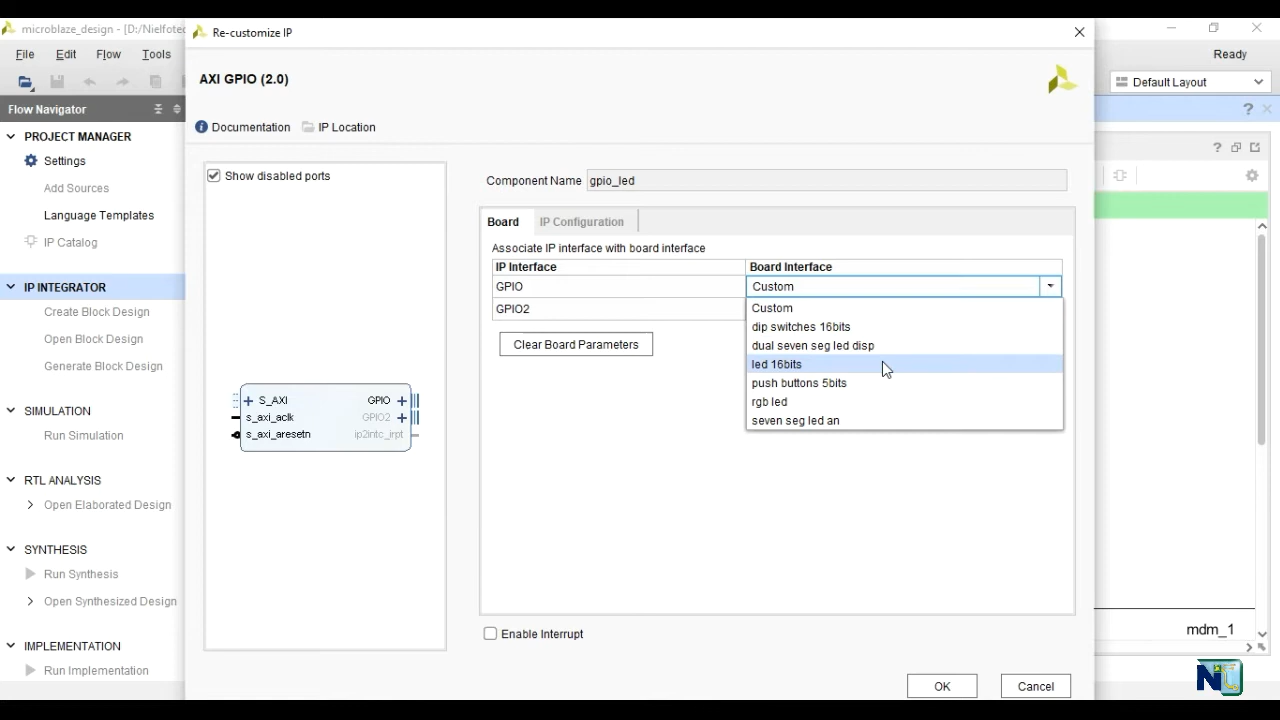 microblaze_design - [D:/Nielfotec
Re-customize IP
File Edit Flow Tools
Ready
AXI GPIO (2.0)
Default Layout
Flow Navigator
Documentation IP Location
PROJECT MANAGER
Settings
Add Sources
Language Templates
IP Catalog
IP INTEGRATOR
Create Block Design
Open Block Design
Generate Block Design
SIMULATION
Run Simulation
RTL ANALYSIS
Open Elaborated Design
SYNTHESIS
Run Synthesis
Open Synthesized Design
IMPLEMENTATION
Run Implementation
Show disabled ports
S_AXI GPIO
s_axi_aclk GPIO2
s_axi_aresetn ip2intc_irpt
Component Name gpio_led
Board IP Configuration
Associate IP interface with board interface
IP Interface Board Interface
GPIO Custom
GPIO2
Clear Board Parameters
Custom
dip switches 16bits
dual seven seg led disp
led 16bits
push buttons 5bits
rgb led
seven seg led an
Enable Interrupt
OK Cancel
mdm_1